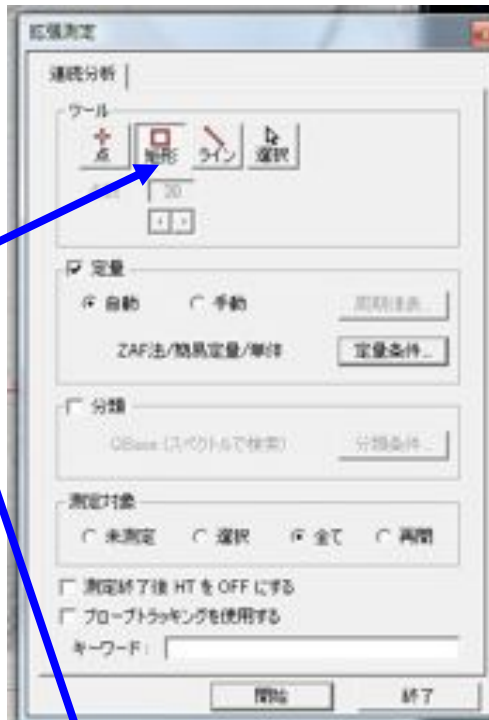 拡張測定
連続分析
ツール
点 矩形 ライン 選択
20
定量
自動 手動 周期律表...
ZAF法/簡易定量/単体 定量条件...
分類
QBase (スペクトルで検索) 分類条件...
測定対象
未測定 選択 全て 再開
測定終了後 HT を OFF にする
プローブトラッキングを使用する
キーワード:
開始 終了